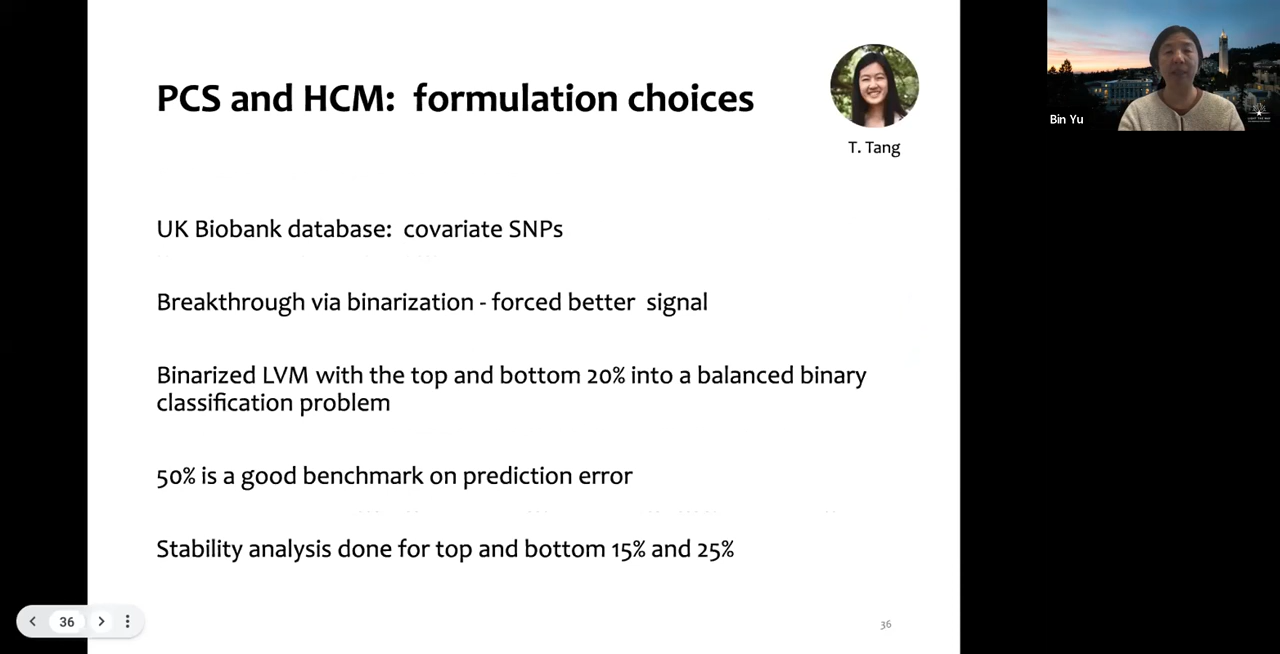 PCS and HCM: formulation choices
T. Tang
Bin Yu
UK Biobank database: covariate SNPs
Breakthrough via binarization - forced better signal
Binarized LVM with the top and bottom 20% into a balanced binary
classification problem
50% is a good benchmark on prediction error
Stability analysis done for top and bottom 15% and 25%
36
36